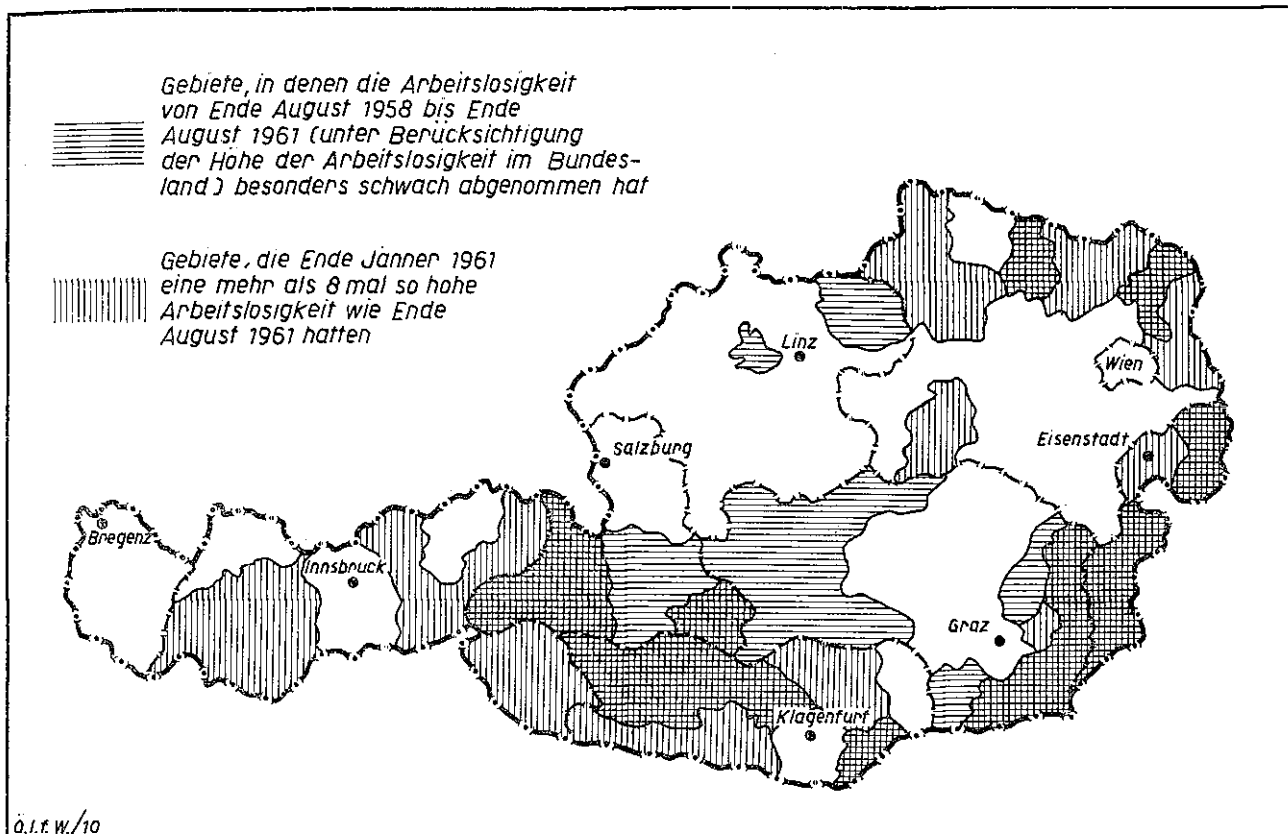 Gebiete, in denen die Arbeitslosigkeit
von Ende August 1958 bis Ende
August 1961 (unter Berücksichtigung
der Höhe der Arbeitslosigkeit im Bundes-
land) besonders schwach abgenommen hat
Gebiete, die Ende Jänner 1961
eine mehr als 8 mal so hohe
Arbeitslosigkeit wie Ende
August 1961 hatten
Linz
Wien
Salzburg
Eisenstadt
Bregenz
Innsbruck
Graz
Klagenfurt
Ö.I.f.W./10